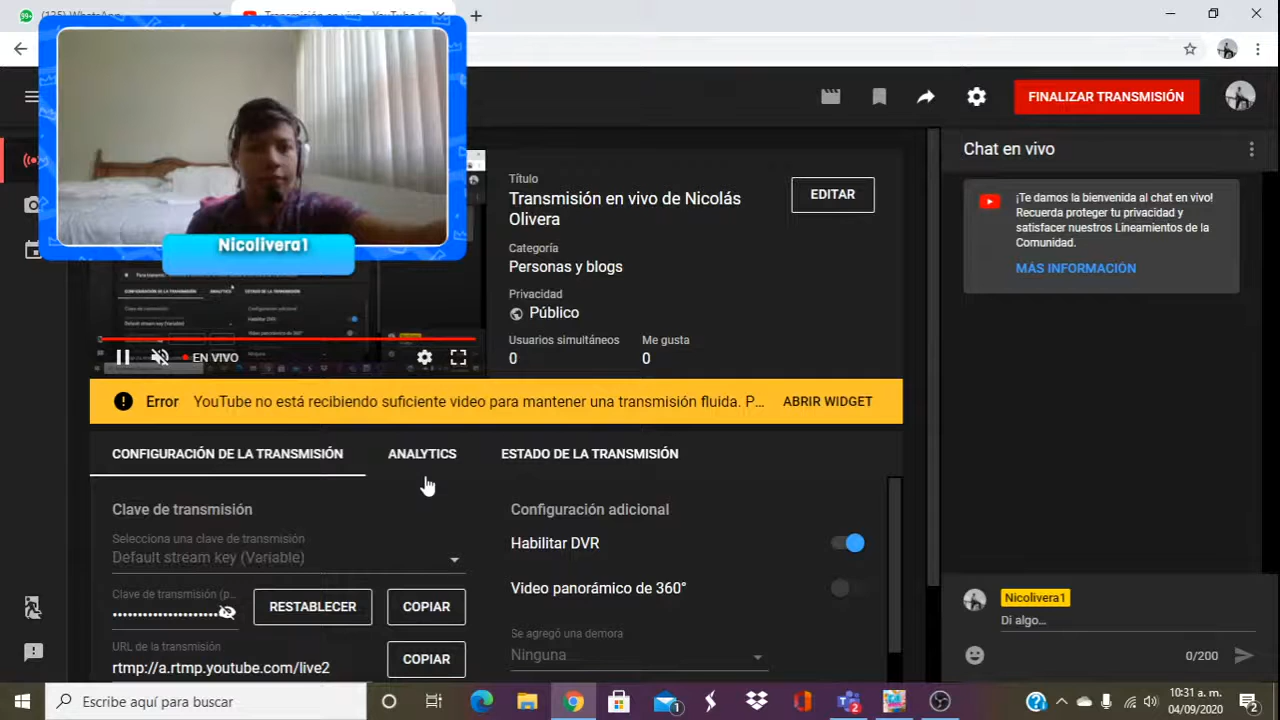 99+
(135) WhatsApp
FINALIZAR TRANSMISIÓN
Nicolivera1
Título
Transmisión en vivo de Nicolás
Olivera
EDITAR
Categoría
Personas y blogs
Privacidad
Público
Usuarios simultáneos
Me gusta
0
0
EN VIVO
Error YouTube no está recibiendo suficiente video para mantener una transmisión fluida. P... ABRIR WIDGET
CONFIGURACIÓN DE LA TRANSMISIÓN
ANALYTICS
ESTADO DE LA TRANSMISIÓN
Clave de transmisión
Selecciona una clave de transmisión
Default stream key (Variable)
Clave de transmisión (p...
RESTABLECER
COPIAR
URL de la transmisión
rtmp://a.rtmp.youtube.com/live2
COPIAR
Configuración adicional
Habilitar DVR
Video panorámico de 360°
Se agregó una demora
Ninguna
Chat en vivo
¡Te damos la bienvenida al chat en vivo!
Recuerda proteger tu privacidad y
satisfacer nuestros Lineamientos de la
Comunidad.
MÁS INFORMACIÓN
Nicolivera1
Di algo...
0/200
Escribe aquí para buscar
10:31 a. m.
04/09/2020